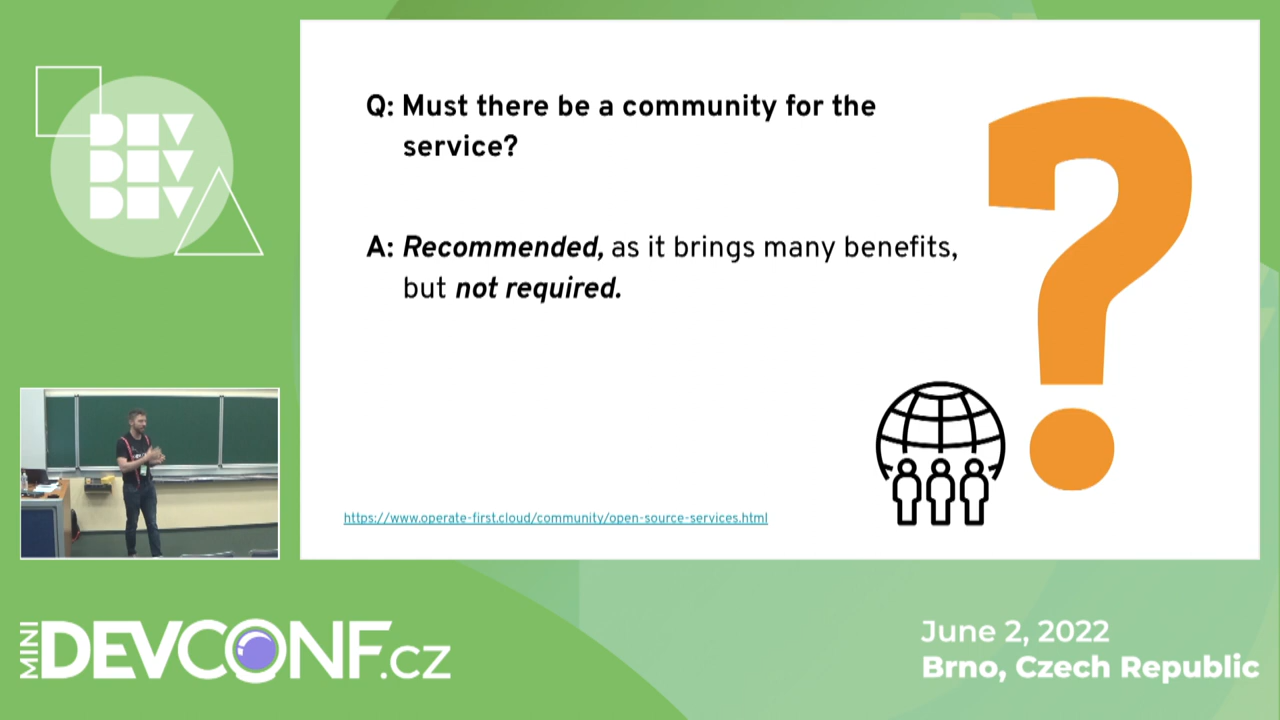 DEV
DEV
DEV
Q: Must there be a community for the
service?
A: Recommended, as it brings many benefits,
but not required.
https://www.operate-first.cloud/community/open-source-services.html
MINI DEVCONF.CZ
June 2, 2022
Brno, Czech Republic